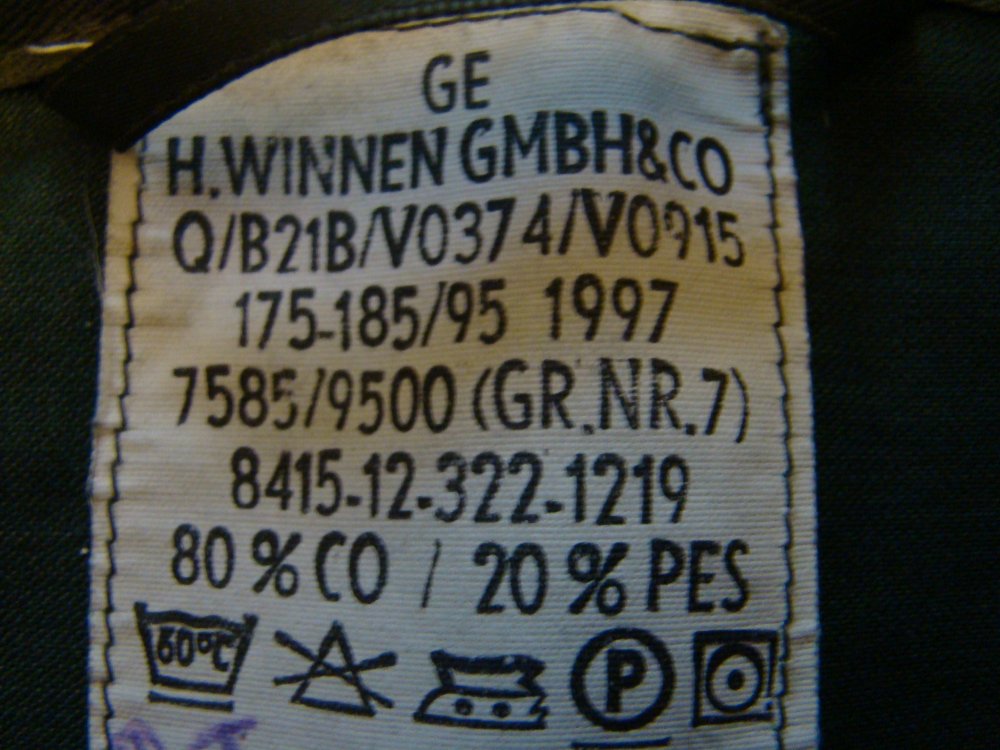 GE
H.WINNEN GMBH&CO
Q/B21B/V0374/V0915
175-185/95 1997
7585/9500 (GR.NR.7)
8415-12-322-1219
80 % CO / 20 % PES
60°C P